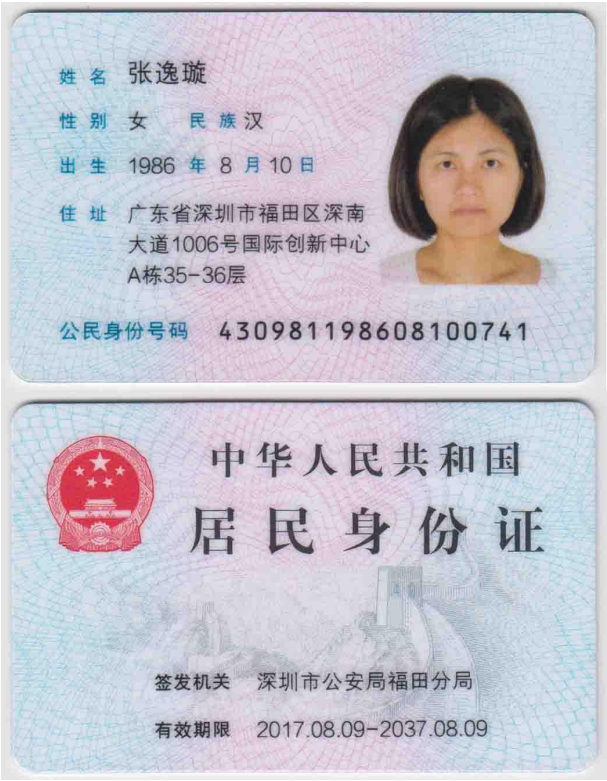 姓名 张逸璇
性别 女 民族 汉
出生 1986 年 8 月 10 日
住址 广东省深圳市福田区深南
大道1006号国际创新中心
A栋35-36层
公民身份号码 430981198608100741
中华人民共和国
居民身份证
签发机关 深圳市公安局福田分局
有效期限 2017.08.09-2037.08.09